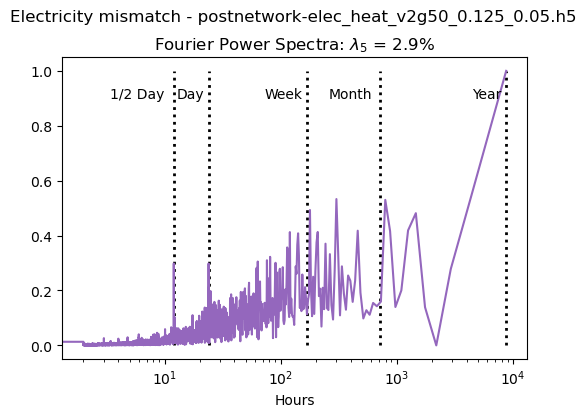 Electricity mismatch - postnetwork-elec_heat_v2g50_0.125_0.05.h5
Fourier Power Spectra: λ₅ = 2.9%
1/2 Day Day Week Month Year
1.0
0.8
0.6
0.4
0.2
0.0
10¹ 10² 10³ 10⁴
Hours